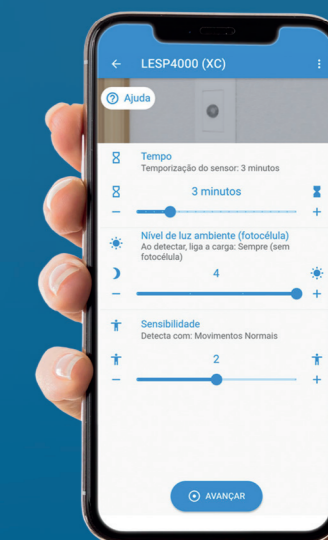 LESP4000 (XC)
Ajuda
Tempo
Temporização do sensor: 3 minutos
3 minutos
Nível de luz ambiente (fotocélula)
Ao detectar, liga a carga: Sempre (sem
fotocélula)
4
Sensibilidade
Detecta com: Movimentos Normais
2
AVANÇAR